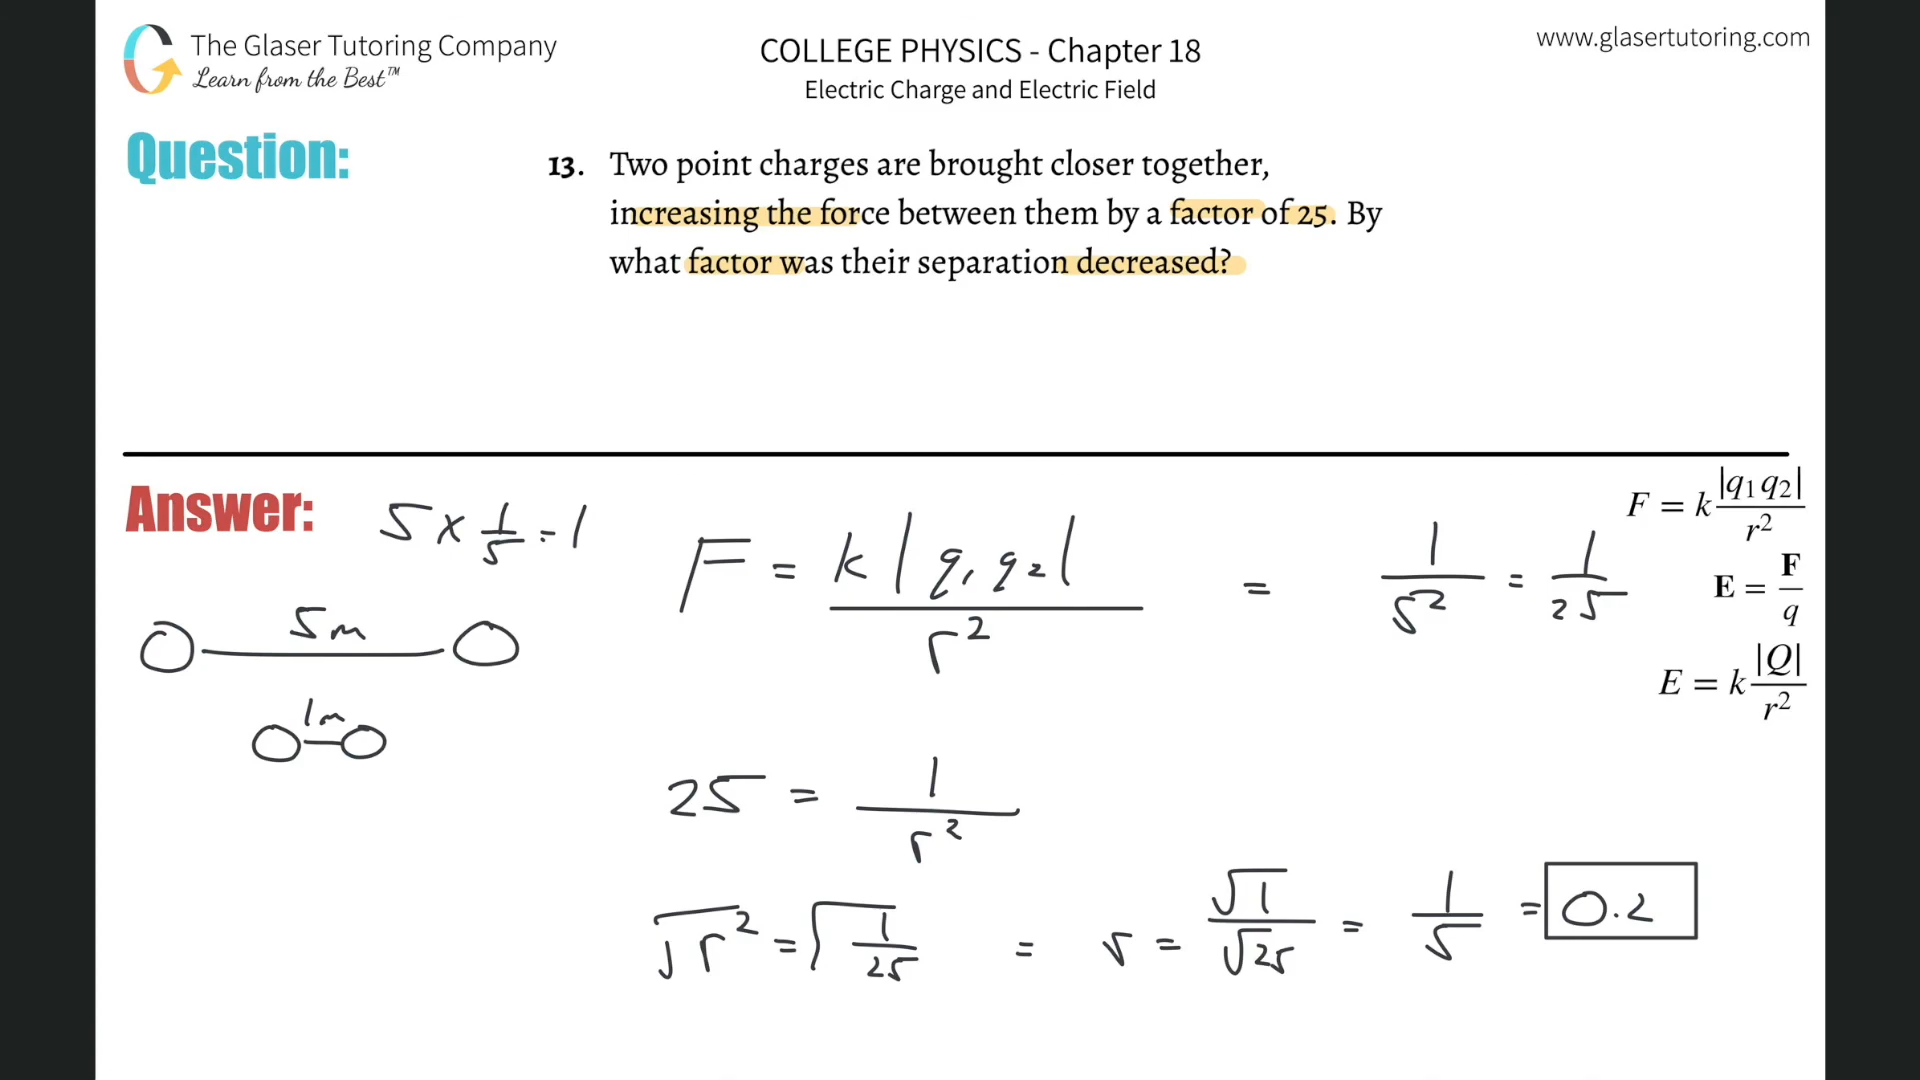 The Glaser Tutoring Company
Learn from the Best™
COLLEGE PHYSICS - Chapter 18
Electric Charge and Electric Field
www.glasertutoring.com
Question:
13. Two point charges are brought closer together,
increasing the force between them by a factor of 25. By
what factor was their separation decreased?
Answer:
5 x 1/5 = 1
5m
1m
F = k|q1 q2| / r²
= 1/5² = 1/25
F = k |q1q2| / r²
E = F / q
E = k |Q| / r²
25 = 1 / r²
√r² = √1/25 = r = √1 / √25 = 1/5 = 0.2